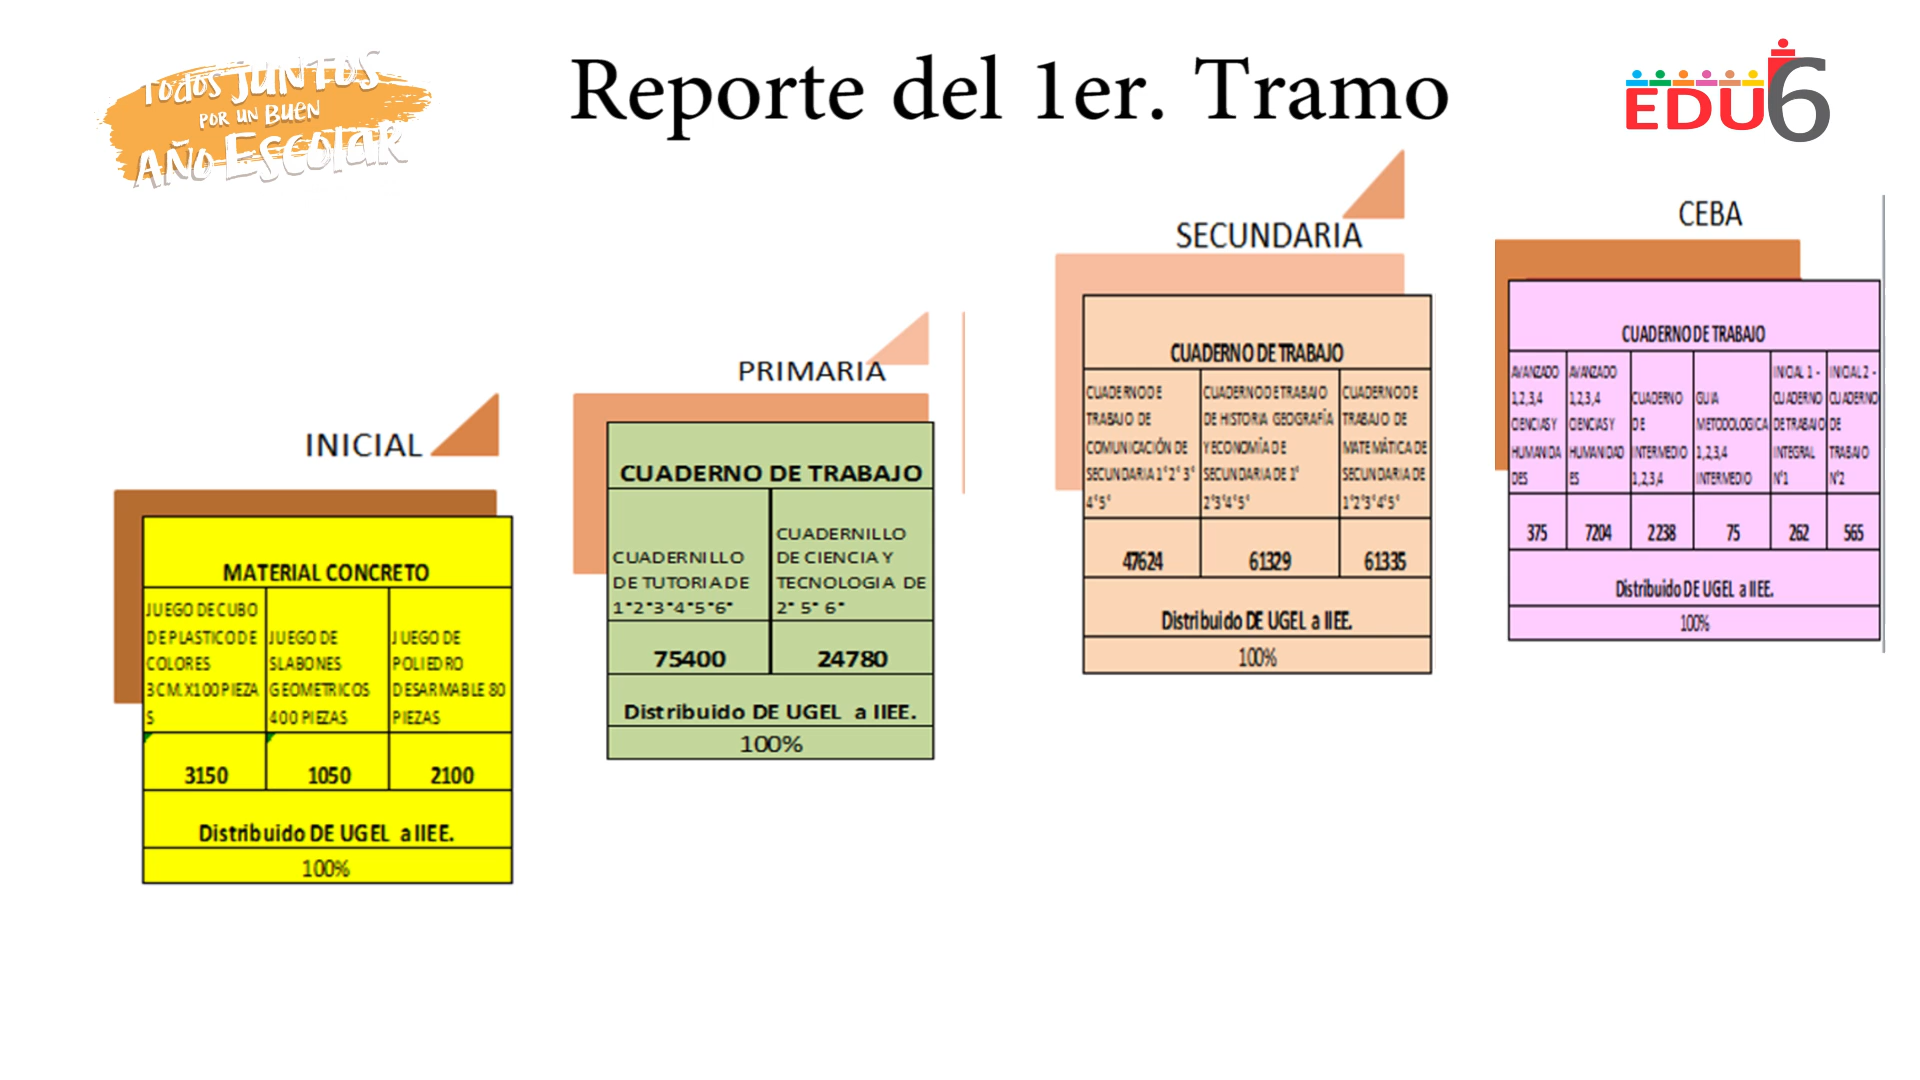 Todos JUNTOS
POR UN BUEN
AÑO ESCOLAR
Reporte del 1er. Tramo
EDU6
INICIAL
MATERIAL CONCRETO
JUEGO DE CUBO
DE PLASTICO DE
COLORES
3CM.X100 PIEZA
S
JUEGO DE
SLABONES
GEOMETRICOS
400 PIEZAS
JUEGO DE
POLIEDRO
DESARMABLE 80
PIEZAS
3150
1050
2100
Distribuido DE UGEL a IIEE.
100%
PRIMARIA
CUADERNO DE TRABAJO
CUADERNILLO
DE TUTORIA DE
1°2°3°4°5°6°
CUADERNILLO
DE CIENCIA Y
TECNOLOGIA DE
2° 5° 6°
75400
24780
Distribuido DE UGEL a IIEE.
100%
SECUNDARIA
CUADERNO DE TRABAJO
CUADERNO DE
TRABAJO DE
COMUNICACIÓN DE
SECUNDARIA 1°2° 3°
4°5°
CUADERNO DE TRABAJO
DE HISTORIA GEOGRAFÍA
Y ECONOMÍA DE
SECUNDARIA DE 1°
2°3°4°5°
CUADERNO DE
TRABAJO DE
MATEMÁTICA DE
SECUNDARIA DE
1°2°3°4°5°
47624
61329
61335
Distribuido DE UGEL a IIEE.
100%
CEBA
CUADERNO DE TRABAJO
AVANZADO
1,2,3,4
CIENCIAS Y
HUMANIDA
DES
AVANZADO
1,2,3,4
CIENCIAS Y
HUMANIDAD
ES
CUADERNO
DE
INTERMEDIO
1,2,3,4
GUIA
METODOLOGICA
1,2,3,4
INTERMEDIO
INICIAL 1 -
CUADERNO
DE TRABAJO
INTEGRAL
N°1
INICIAL 2 -
CUADERNO
DE
TRABAJO
N°2
375
7204
2238
75
262
565
Distribuido DE UGEL a IIEE.
100%